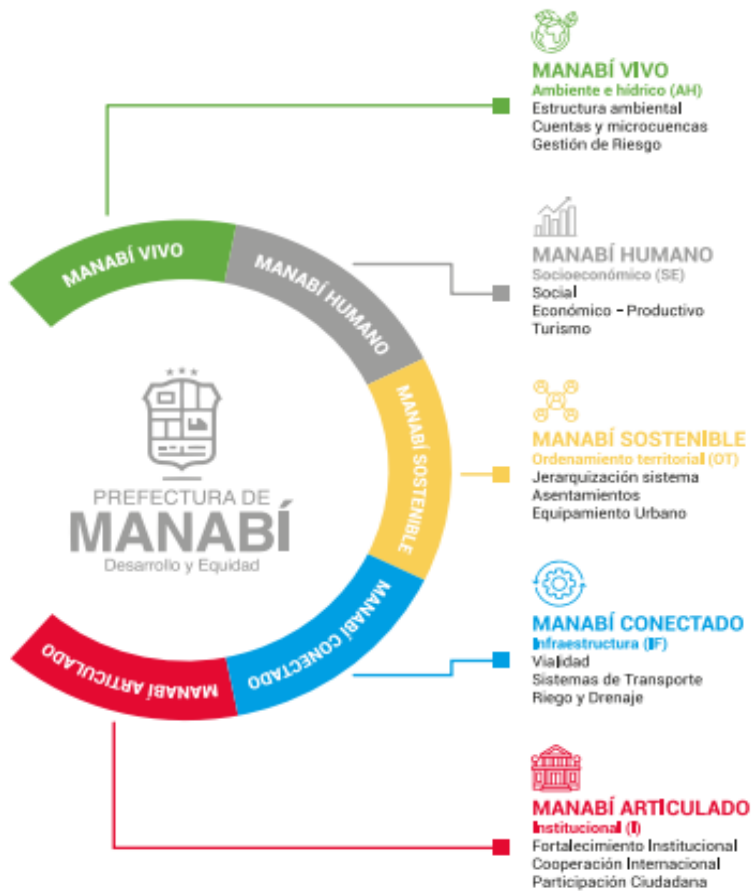 MANABÍ VIVO
Ambiente e hídrico (AH)
Estructura ambiental
Cuentas y microcuencas
Gestión de Riesgo
MANABÍ HUMANO
Socioeconómico (SE)
Social
Económico – Productivo
Turismo
MANABÍ SOSTENIBLE
Ordenamiento territorial (OT)
Jerarquización sistema
Asentamientos
Equipamiento Urbano
MANABÍ CONECTADO
Infraestructura (IF)
Vialidad
Sistemas de Transporte
Riego y Drenaje
MANABÍ ARTICULADO
Institucional (I)
Fortalecimiento Institucional
Cooperación Internacional
Participación Ciudadana
MANABÍ VIVO
MANABÍ HUMANO
MANABÍ SOSTENIBLE
MANABÍ CONECTADO
MANABÍ ARTICULADO
PREFECTURA DE
MANABÍ
Desarrollo y Equidad